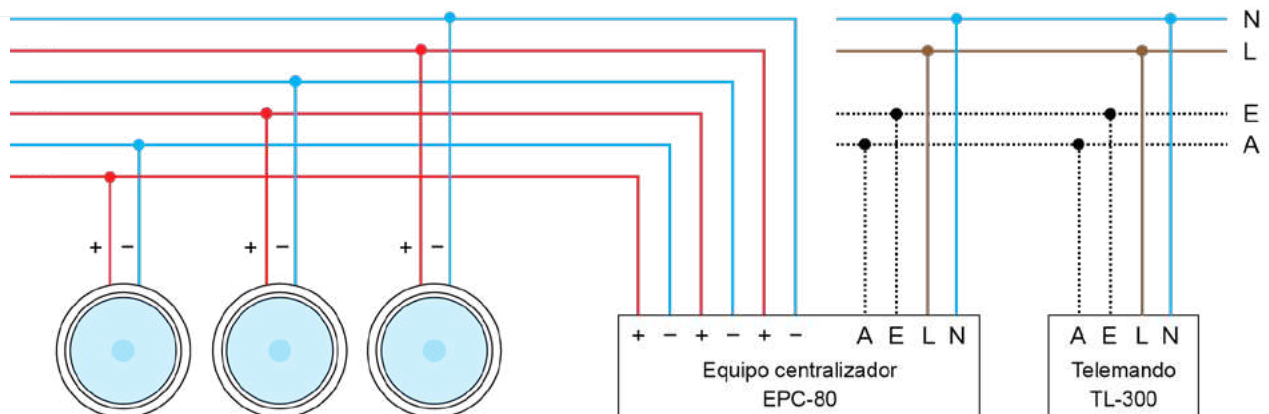 N
L
E
A
+ − + − + −
+ − + − + − A E L N
Equipo centralizador
EPC-80
A E L N
Telemando
TL-300